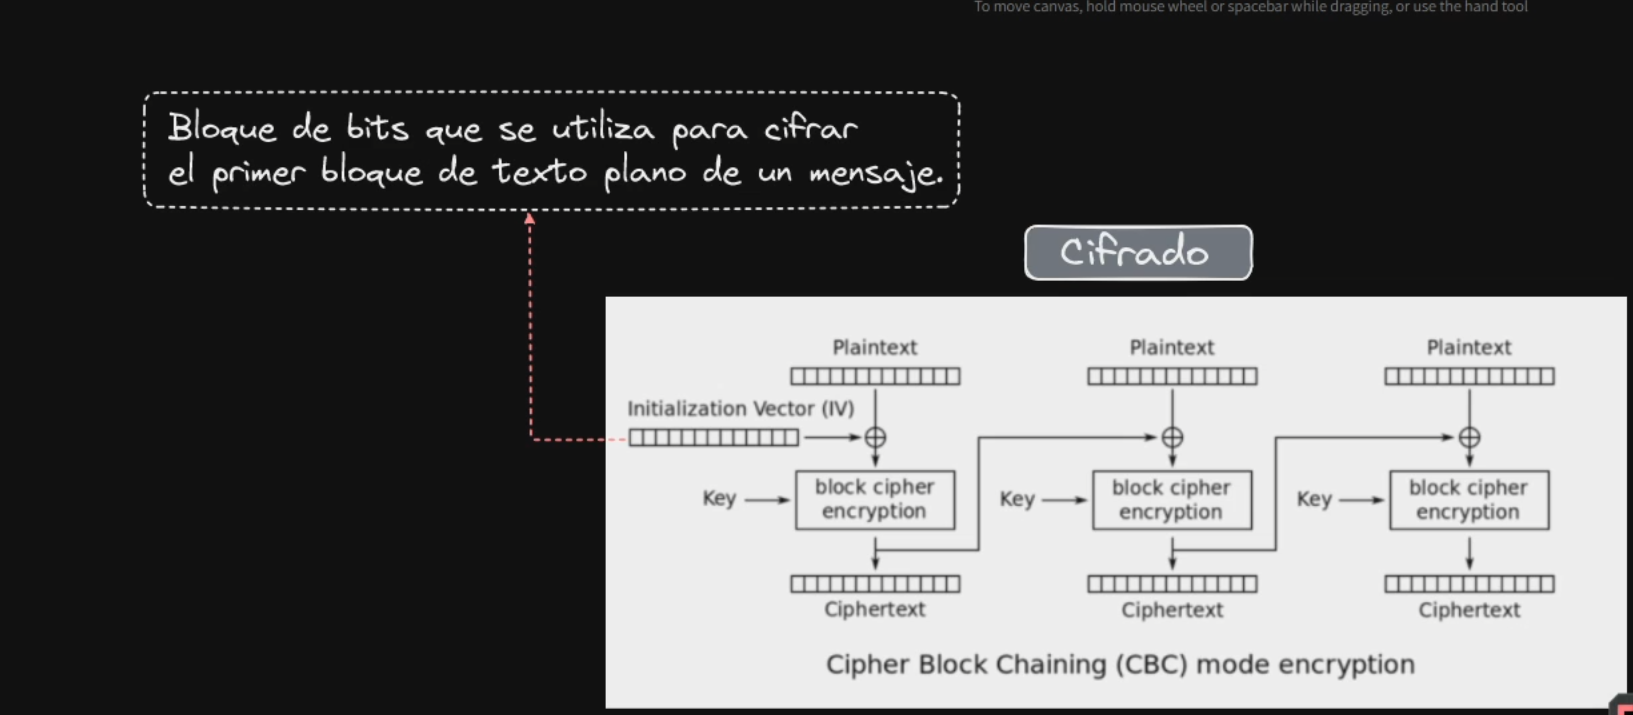 To move canvas, hold mouse wheel or spacebar while dragging, or use the hand tool
Bloque de bits que se utiliza para cifrar
el primer bloque de texto plano de un mensaje.
Cifrado
Plaintext
Plaintext
Plaintext
Initialization Vector (IV)
Key
block cipher
encryption
Key
block cipher
encryption
Key
block cipher
encryption
Ciphertext
Ciphertext
Ciphertext
Cipher Block Chaining (CBC) mode encryption